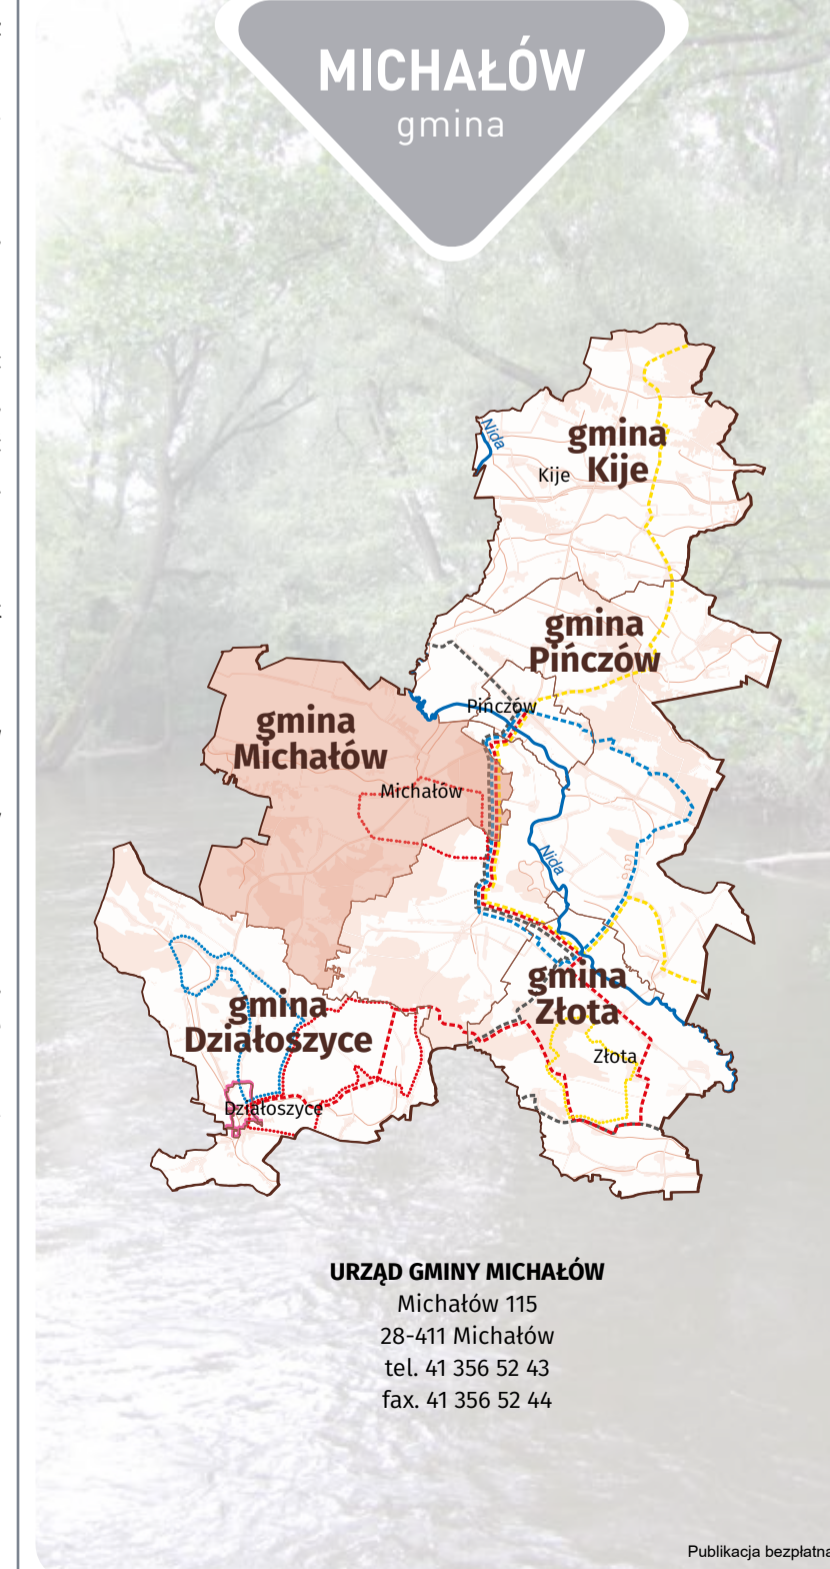 MICHAŁÓW
gmina
Nida
gmina
Kije
Kije
gmina
Pińczów
Pińczów
gmina
Michałów
Michałów
Nida
gmina
Złota
Złota
gmina
Działoszyce
Działoszyce
URZĄD GMINY MICHAŁÓW
Michałów 115
28-411 Michałów
tel. 41 356 52 43
fax. 41 356 52 44
Publikacja bezpłatna